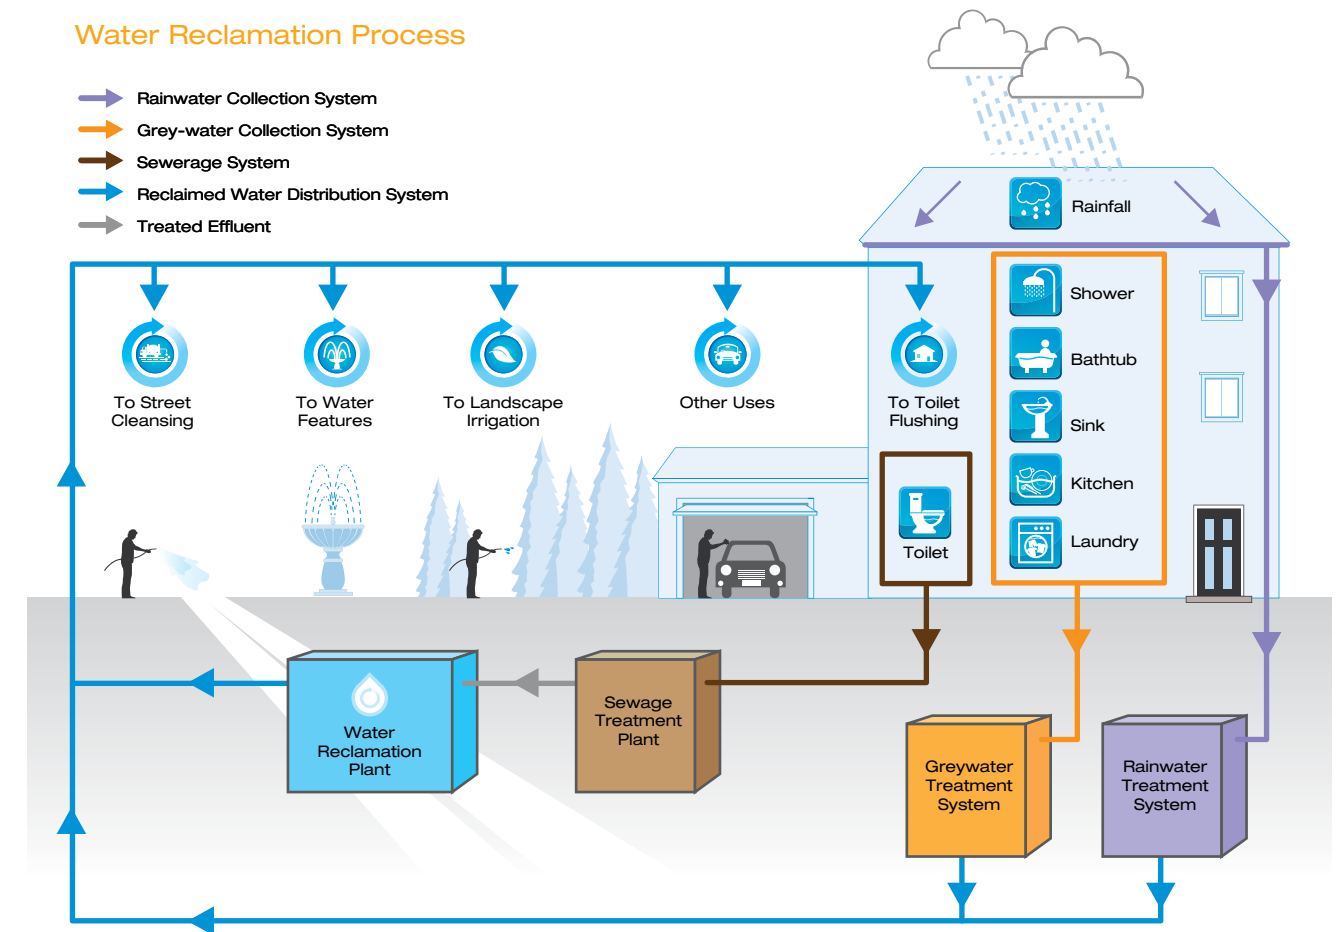 Water Reclamation Process
Rainwater Collection System
Grey-water Collection System
Sewerage System
Reclaimed Water Distribution System
Treated Effluent
Rainfall
Shower
Bathtub
Sink
Kitchen
Laundry
To Street
Cleansing
To Water
Features
To Landscape
Irrigation
Other Uses
To Toilet
Flushing
Toilet
Water
Reclamation
Plant
Sewage
Treatment
Plant
Greywater
Treatment
System
Rainwater
Treatment
System